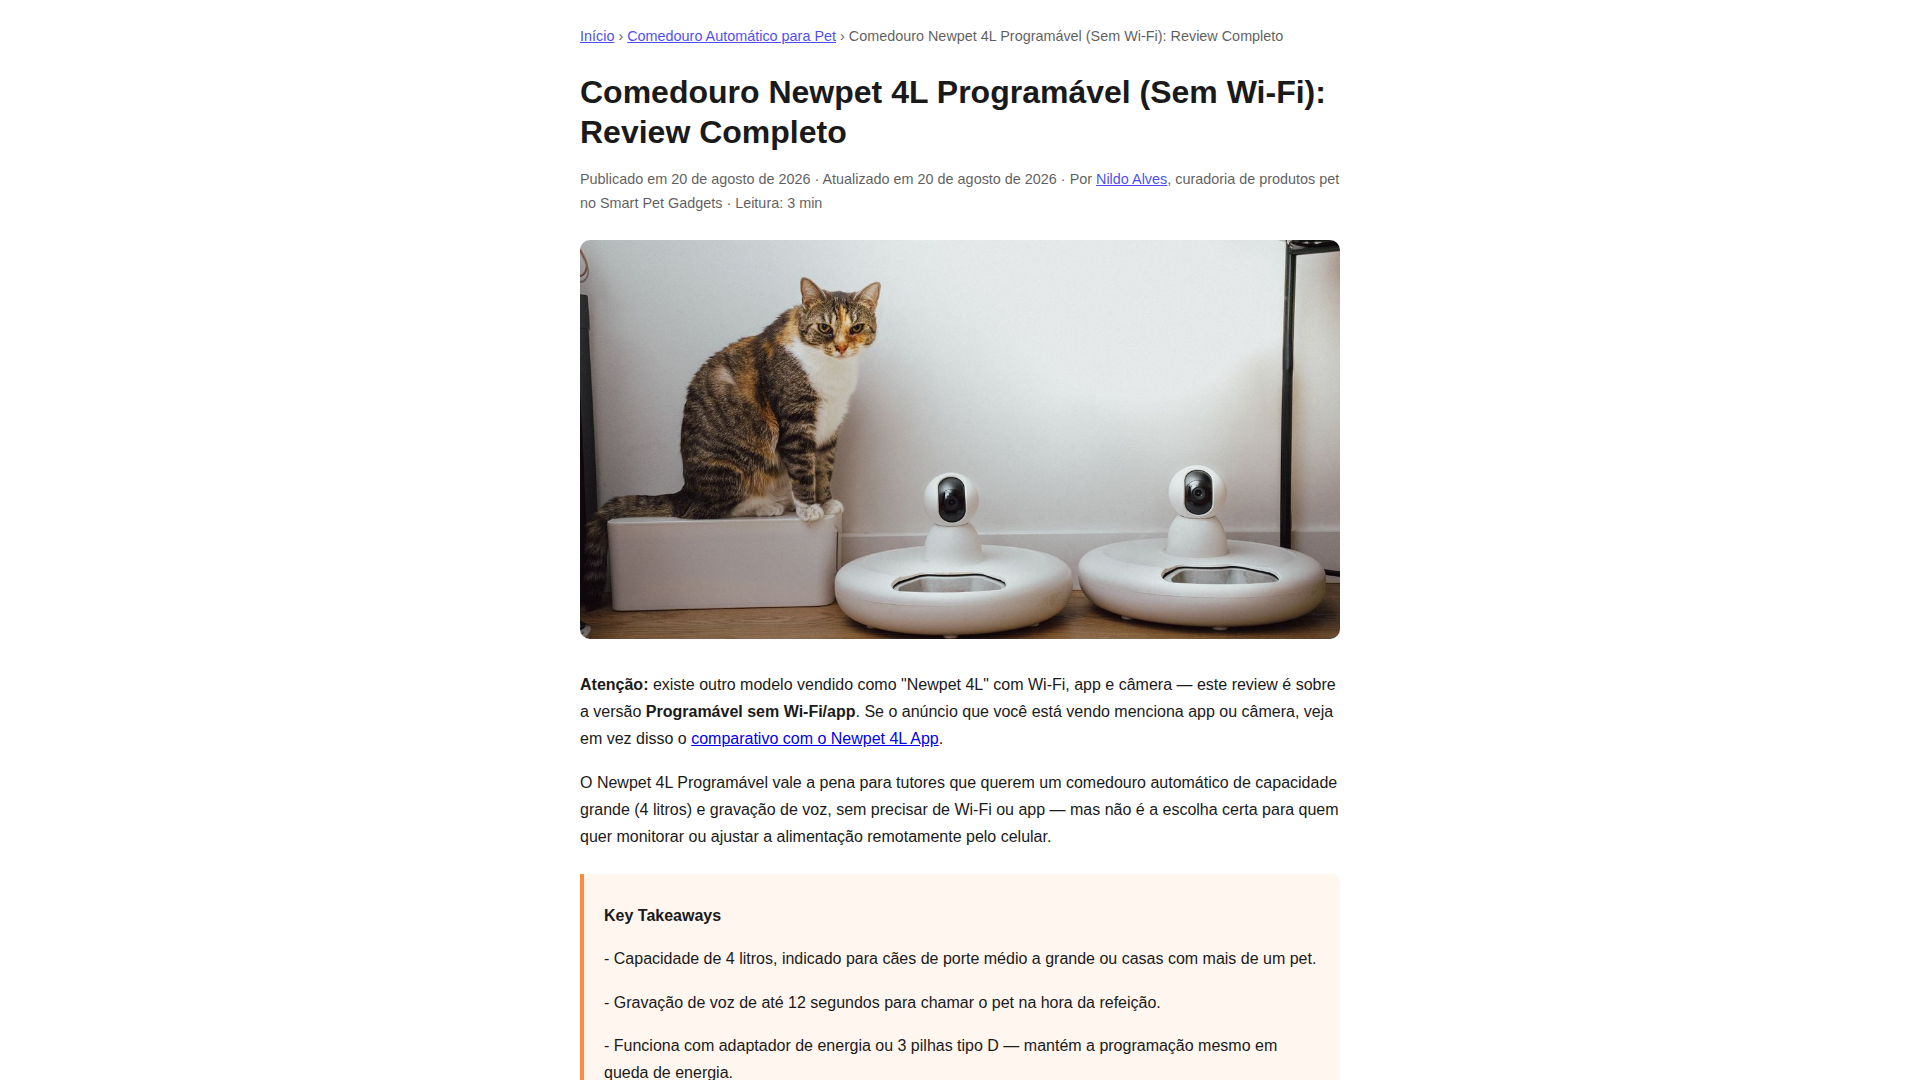 Início › Comedouro Automático para Pet › Comedouro Newpet 4L Programável (Sem Wi-Fi): Review Completo
Comedouro Newpet 4L Programável (Sem Wi-Fi):
Review Completo
Publicado em 20 de agosto de 2026 · Atualizado em 20 de agosto de 2026 · Por Nildo Alves, curadoria de produtos pet
no Smart Pet Gadgets · Leitura: 3 min
Atenção: existe outro modelo vendido como "Newpet 4L" com Wi-Fi, app e câmera — este review é sobre
a versão Programável sem Wi-Fi/app. Se o anúncio que você está vendo menciona app ou câmera, veja
em vez disso o comparativo com o Newpet 4L App.
O Newpet 4L Programável vale a pena para tutores que querem um comedouro automático de capacidade
grande (4 litros) e gravação de voz, sem precisar de Wi-Fi ou app — mas não é a escolha certa para quem
quer monitorar ou ajustar a alimentação remotamente pelo celular.
Key Takeaways
- Capacidade de 4 litros, indicado para cães de porte médio a grande ou casas com mais de um pet.
- Gravação de voz de até 12 segundos para chamar o pet na hora da refeição.
- Funciona com adaptador de energia ou 3 pilhas tipo D — mantém a programação mesmo em
queda de energia.